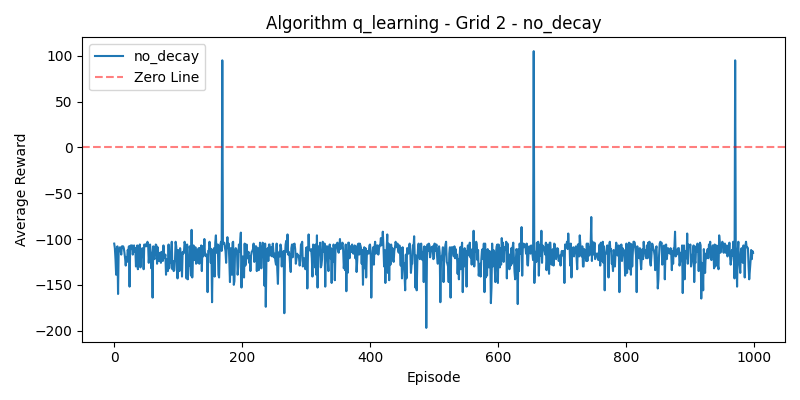 Algorithm q_learning - Grid 2 - no_decay
no_decay
Zero Line
Average Reward
100
50
0
−50
−100
−150
−200
0
200
400
600
800
1000
Episode